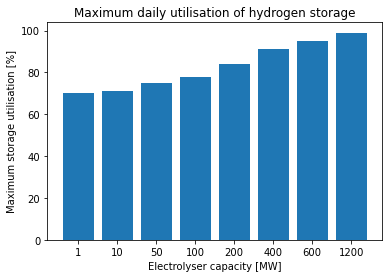 Maximum daily utilisation of hydrogen storage
Maximum storage utilisation [%]
100
80
60
40
20
0
1 10 50 100 200 400 600 1200
Electrolyser capacity [MW]